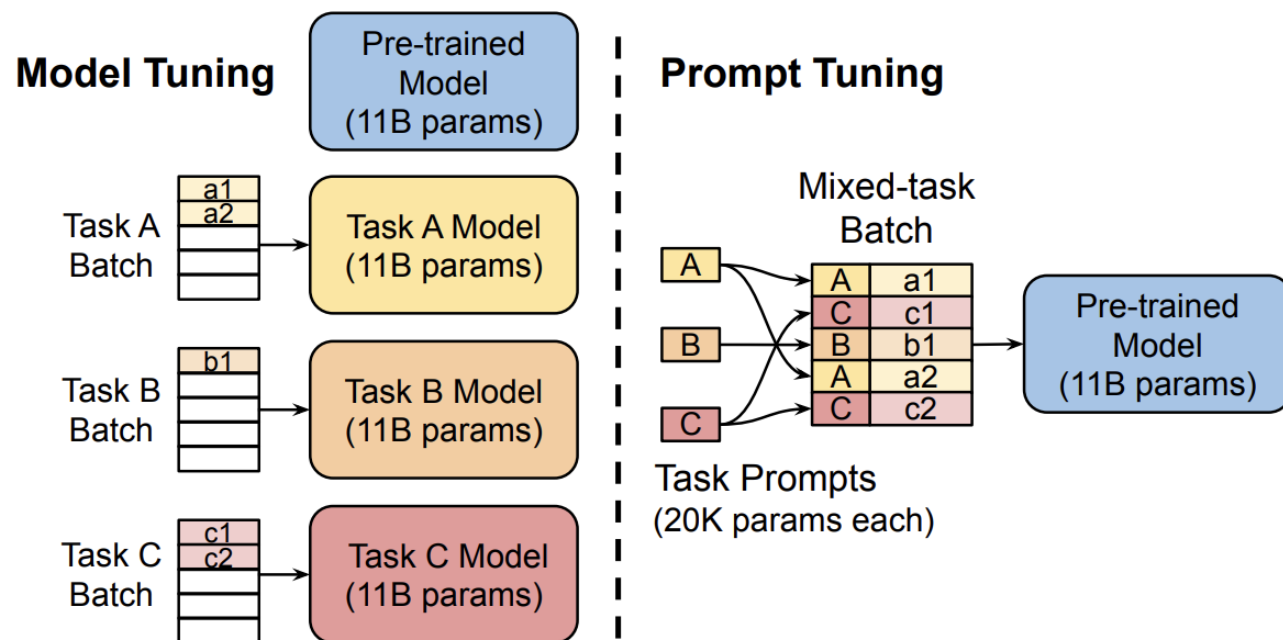 Model Tuning
Pre-trained
Model
(11B params)
Task A
Batch
a1
a2
Task A Model
(11B params)
Task B
Batch
b1
Task B Model
(11B params)
Task C
Batch
c1
c2
Task C Model
(11B params)
Prompt Tuning
Mixed-task
Batch
A
B
C
Task Prompts
(20K params each)
A a1
C c1
B b1
A a2
C c2
Pre-trained
Model
(11B params)